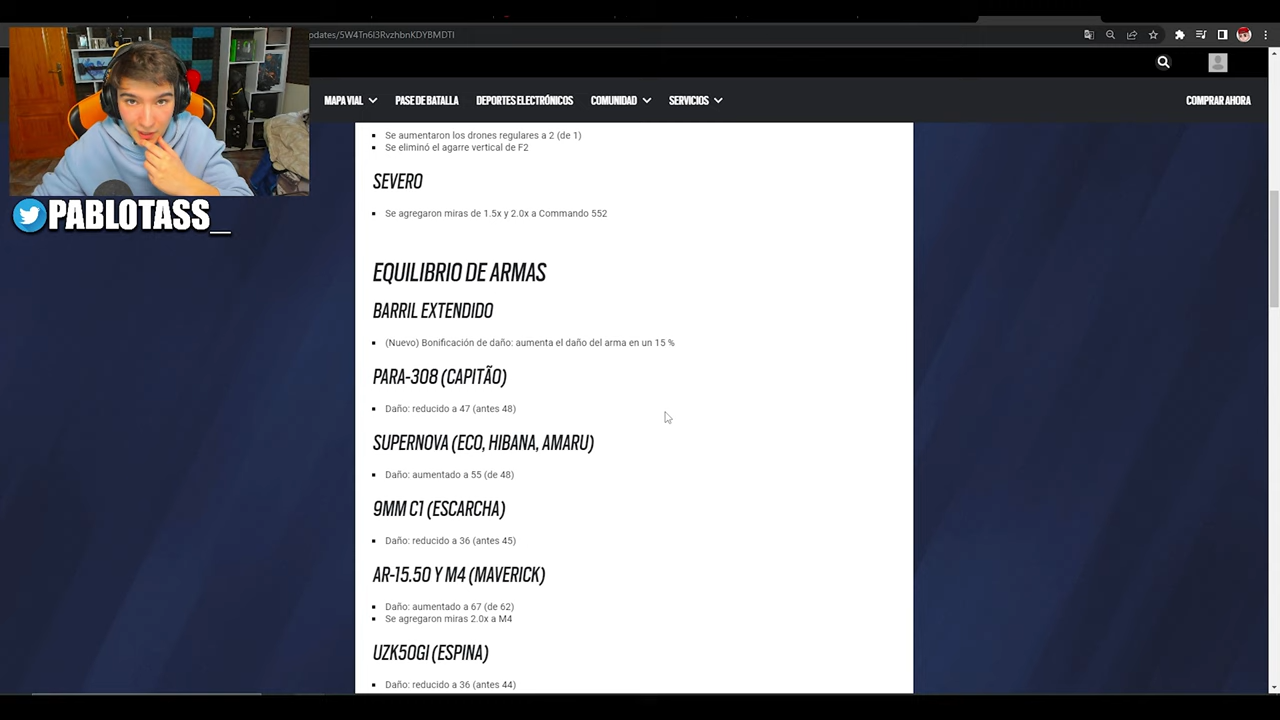 pdates/5W4Tn6l3RvzhbnKDYBMDTI
MAPA VIAL
PASE DE BATALLA
DEPORTES ELECTRÓNICOS
COMUNIDAD
SERVICIOS
COMPRAR AHORA
PABLOTASS_
Se aumentaron los drones regulares a 2 (de 1)
Se eliminó el agarre vertical de F2
SEVERO
Se agregaron miras de 1.5x y 2.0x a Commando 552
EQUILIBRIO DE ARMAS
BARRIL EXTENDIDO
(Nuevo) Bonificación de daño: aumenta el daño del arma en un 15 %
PARA-308 (CAPITÃO)
Daño: reducido a 47 (antes 48)
SUPERNOVA (ECO, HIBANA, AMARU)
Daño: aumentado a 55 (de 48)
9MM C1 (ESCARCHA)
Daño: reducido a 36 (antes 45)
AR-15.50 Y M4 (MAVERICK)
Daño: aumentado a 67 (de 62)
Se agregaron miras 2.0x a M4
UZK50GI (ESPINA)
Daño: reducido a 36 (antes 44)